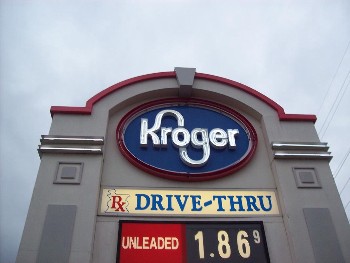 Kroger
Rx DRIVE-THRU
UNLEADED 1.86 9